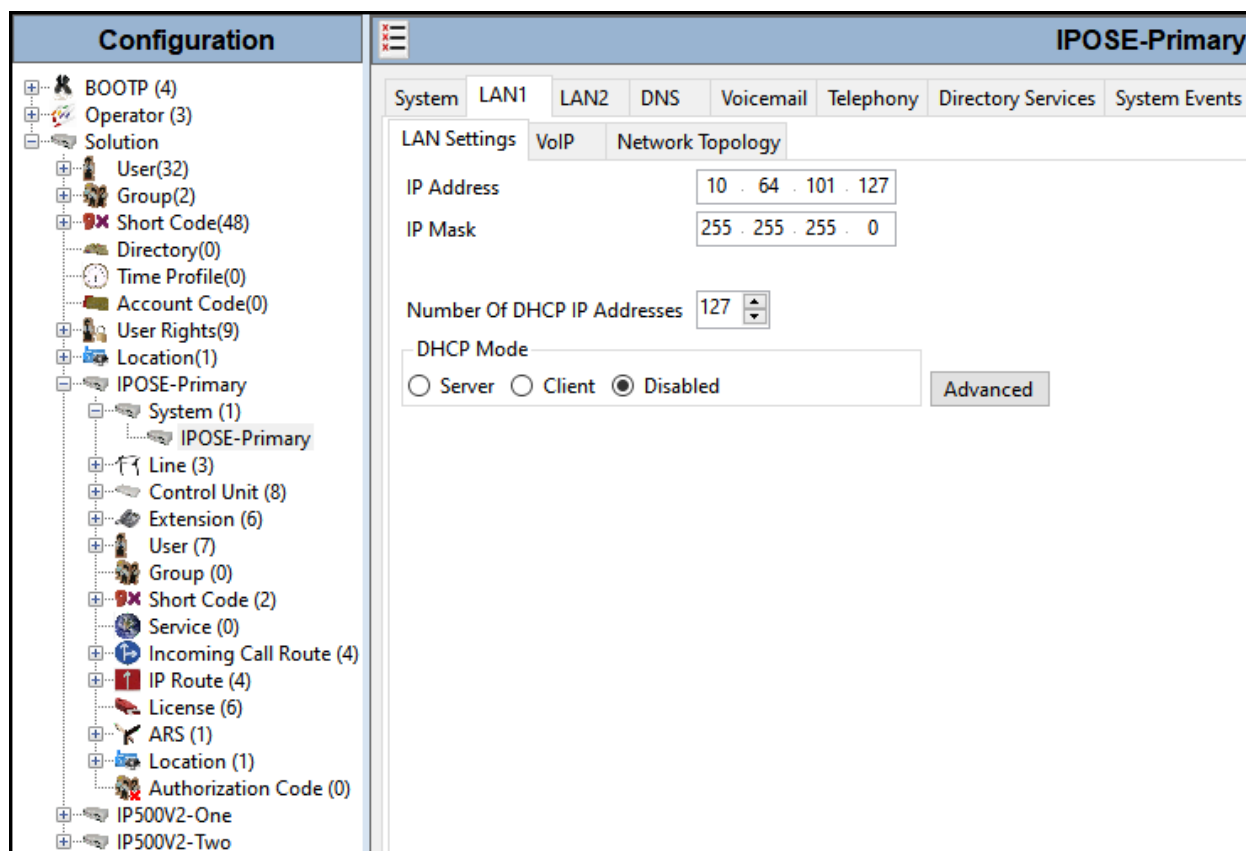 Configuration
BOOTP (4)
Operator (3)
Solution
User(32)
Group(2)
Short Code(48)
Directory(0)
Time Profile(0)
Account Code(0)
User Rights(9)
Location(1)
IPOSE-Primary
System (1)
IPOSE-Primary
Line (3)
Control Unit (8)
Extension (6)
User (7)
Group (0)
Short Code (2)
Service (0)
Incoming Call Route (4)
IP Route (4)
License (6)
ARS (1)
Location (1)
Authorization Code (0)
IP500V2-One
IP500V2-Two
IPOSE-Primary
System LAN1 LAN2 DNS Voicemail Telephony Directory Services System Events
LAN Settings VoIP Network Topology
IP Address 10 . 64 . 101 . 127
IP Mask 255 . 255 . 255 . 0
Number Of DHCP IP Addresses 127
DHCP Mode
Server Client Disabled Advanced